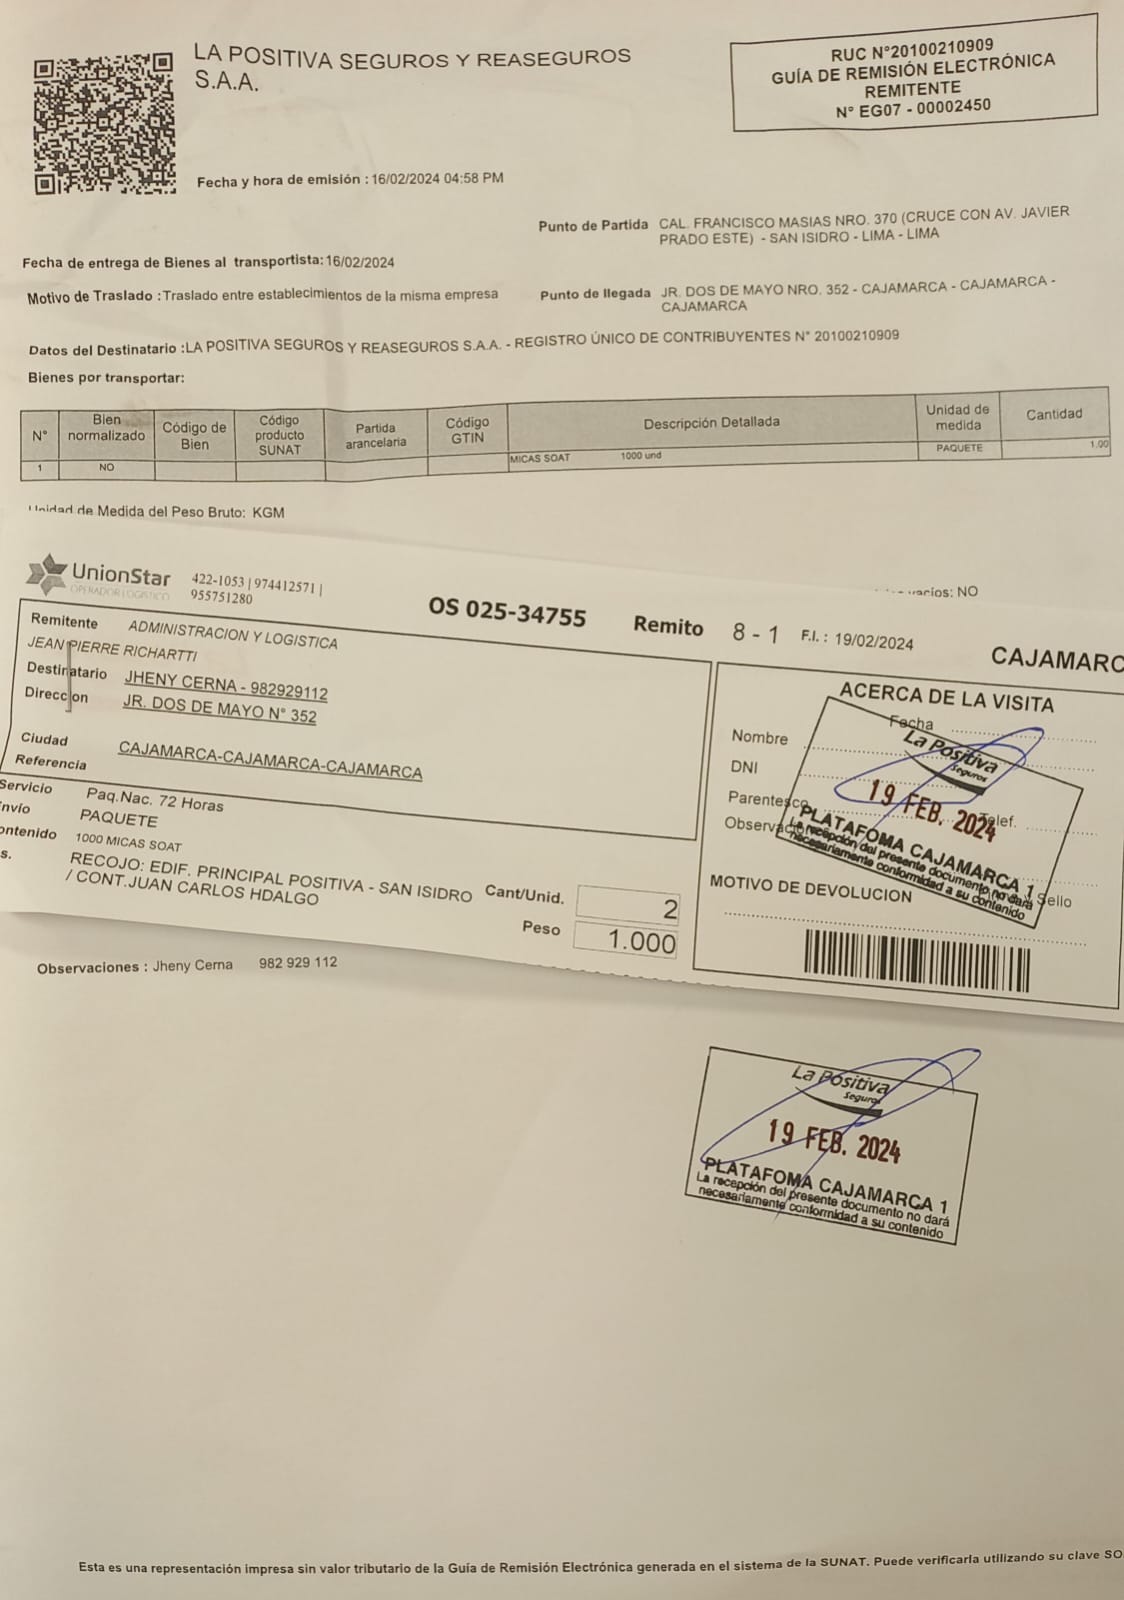 LA POSITIVA SEGUROS Y REASEGUROS
S.A.A.
RUC N°20100210909
GUÍA DE REMISIÓN ELECTRÓNICA
REMITENTE
N° EG07 - 00002450
Fecha y hora de emisión : 16/02/2024 04:58 PM
Punto de Partida CAL. FRANCISCO MASIAS NRO. 370 (CRUCE CON AV. JAVIER
PRADO ESTE) - SAN ISIDRO - LIMA - LIMA
Fecha de entrega de Bienes al transportista: 16/02/2024
Motivo de Traslado : Traslado entre establecimientos de la misma empresa
Punto de llegada JR. DOS DE MAYO NRO. 352 - CAJAMARCA - CAJAMARCA -
CAJAMARCA
Datos del Destinatario : LA POSITIVA SEGUROS Y REASEGUROS S.A.A. - REGISTRO ÚNICO DE CONTRIBUYENTES N° 20100210909
Bienes por transportar:
N° Bien normalizado Código de Bien Código producto SUNAT Partida arancelaria Código GTIN Descripción Detallada Unidad de medida Cantidad
1 NO MICAS SOAT 1000 und PAQUETE 1.00
Unidad de Medida del Peso Bruto: KGM
NO
UnionStar
OPERADOR LOGISTICO
422-1053 | 974412571 |
955751280
OS 025-34755 Remito 8 - 1 F.I. : 19/02/2024
CAJAMARC
Remitente ADMINISTRACION Y LOGISTICA
JEAN PIERRE RICHARTTI
Destinatario JHENY CERNA - 982929112
Direccion JR. DOS DE MAYO N° 352
Ciudad CAJAMARCA-CAJAMARCA-CAJAMARCA
Referencia
Servicio Paq.Nac. 72 Horas
nvío PAQUETE
ontenido 1000 MICAS SOAT
s. RECOJO: EDIF. PRINCIPAL POSITIVA - SAN ISIDRO
/ CONT.JUAN CARLOS HDALGO
Cant/Unid. 2
Peso 1.000
ACERCA DE LA VISITA
Fecha
Nombre
DNI
Parentesco
Telef.
Observac
Sello
MOTIVO DE DEVOLUCION
La Positiva
Seguros
19 FEB. 2024
PLATAFOMA CAJAMARCA 1
La recepción del presente documento no dará
necesariamente conformidad a su contenido
Observaciones : Jheny Cerna 982 929 112
La Positiva
Seguros
19 FEB. 2024
PLATAFOMA CAJAMARCA 1
La recepción del presente documento no dará
necesariamente conformidad a su contenido
Esta es una representación impresa sin valor tributario de la Guía de Remisión Electrónica generada en el sistema de la SUNAT. Puede verificarla utilizando su clave SO